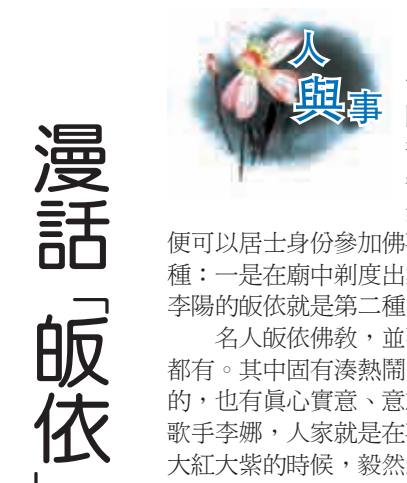 人
與事
漫話「皈依」
便可以居士身份參加佛
種：一是在廟中剃度出
李陽的皈依就是第二種
名人皈依佛敎，並
都有。其中固有湊熱鬧
的，也有眞心實意、意
歌手李娜，人家就是在
大紅大紫的時候，毅然